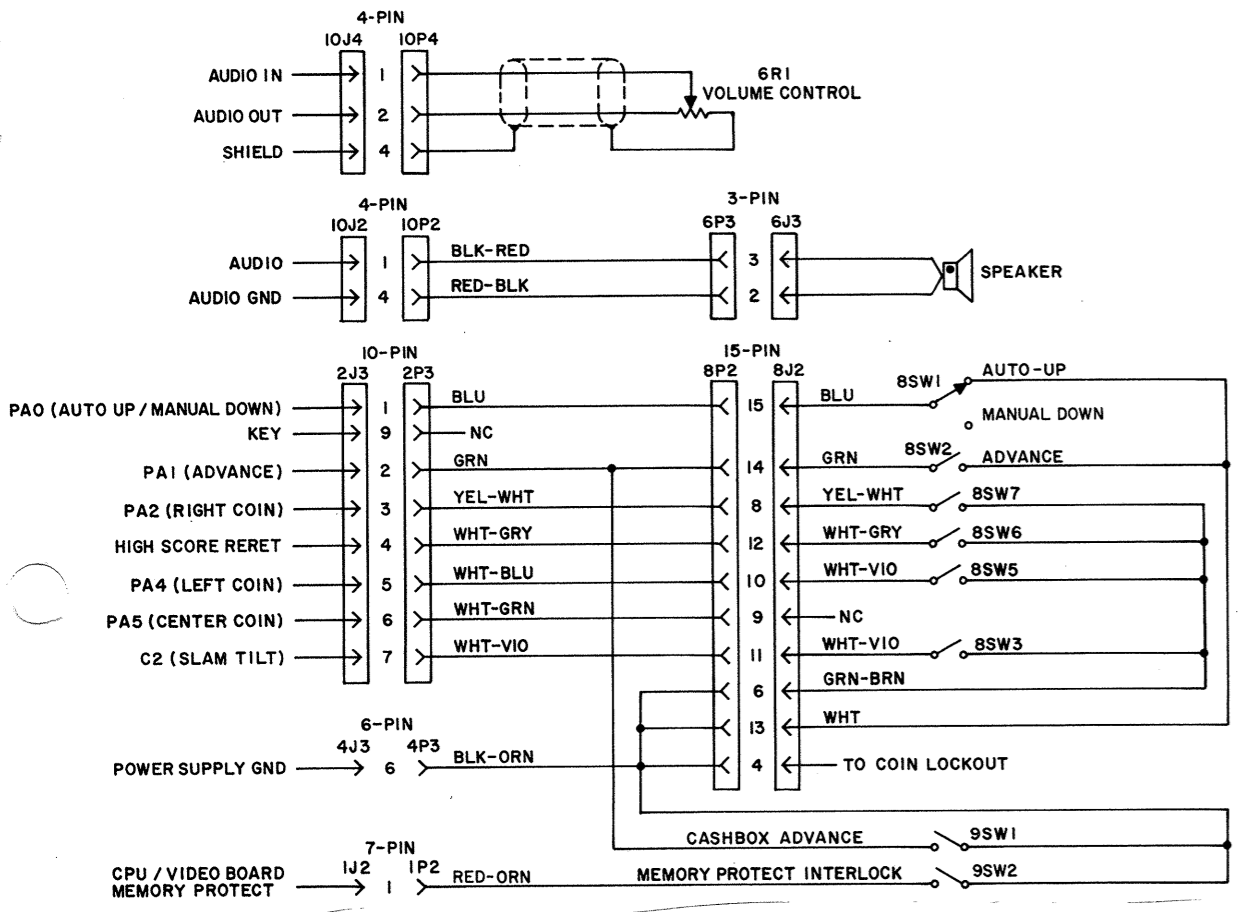 4-PIN
10J4 10P4
AUDIO IN 1
6R1
VOLUME CONTROL
AUDIO OUT 2
SHIELD 4
4-PIN 3-PIN
10J2 10P2 6P3 6J3
AUDIO 1 BLK-RED 3
SPEAKER
AUDIO GND 4 RED-BLK 2
10-PIN 15-PIN
2J3 2P3 8P2 8J2
PA0 (AUTO UP / MANUAL DOWN) 1 BLU 15 BLU 8SW1 AUTO-UP
MANUAL DOWN
KEY 9 NC
PA1 (ADVANCE) 2 GRN 14 GRN 8SW2 ADVANCE
PA2 (RIGHT COIN) 3 YEL-WHT 8 YEL-WHT 8SW7
HIGH SCORE RERET 4 WHT-GRY 12 WHT-GRY 8SW6
PA4 (LEFT COIN) 5 WHT-BLU 10 WHT-VIO 8SW5
PA5 (CENTER COIN) 6 WHT-GRN 9 NC
C2 (SLAM TILT) 7 WHT-VIO 11 WHT-VIO 8SW3
6 GRN-BRN
6-PIN 13 WHT
4J3 4P3
POWER SUPPLY GND 6 BLK-ORN 4 TO COIN LOCKOUT
CASHBOX ADVANCE 9SW1
7-PIN
1J2 1P2
CPU / VIDEO BOARD
MEMORY PROTECT 1 RED-ORN MEMORY PROTECT INTERLOCK 9SW2